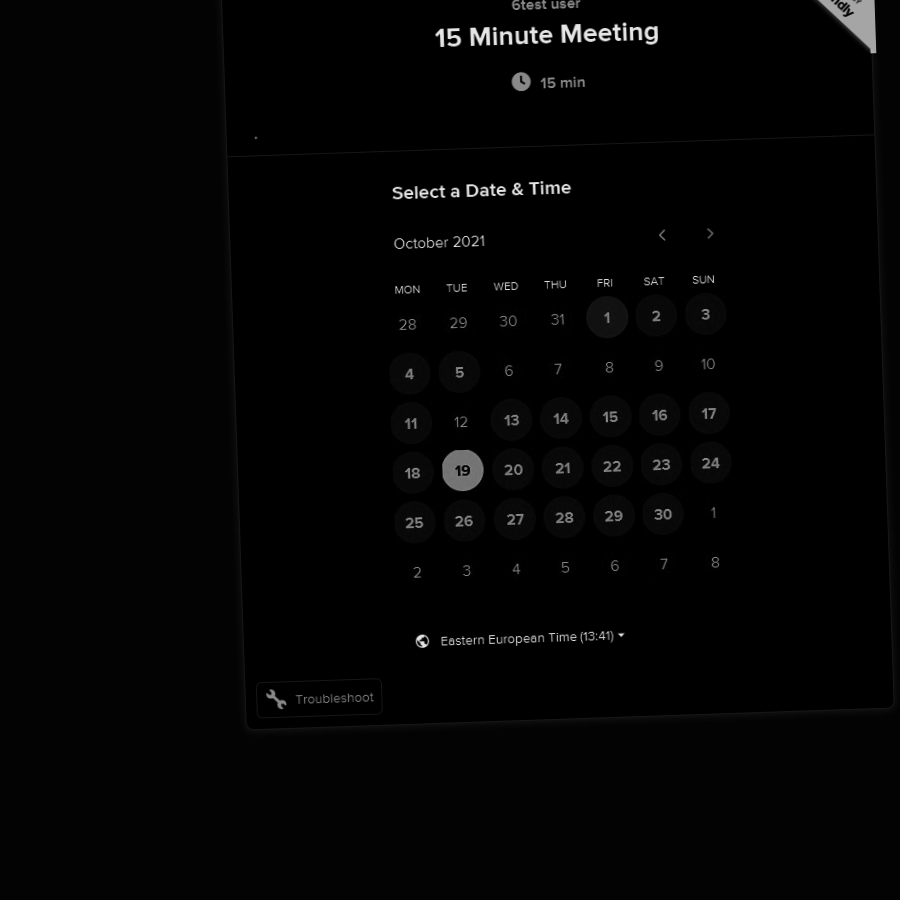 6test user
15 Minute Meeting
15 min
Select a Date & Time
October 2021
MON TUE WED THU FRI SAT SUN
28 29 30 31 1 2 3
4 5 6 7 8 9 10
11 12 13 14 15 16 17
18 19 20 21 22 23 24
25 26 27 28 29 30 1
2 3 4 5 6 7 8
Eastern European Time (13:41)
Troubleshoot